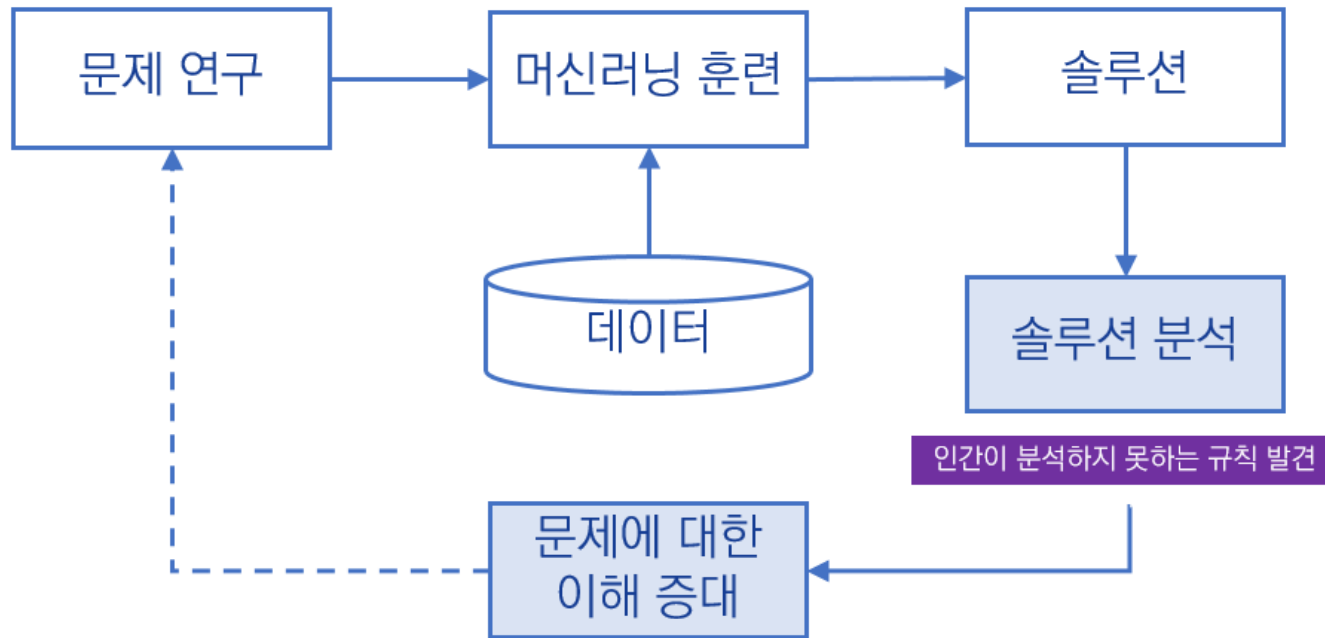 문제 연구
머신러닝 훈련
솔루션
데이터
솔루션 분석
인간이 분석하지 못하는 규칙 발견
문제에 대한
이해 증대